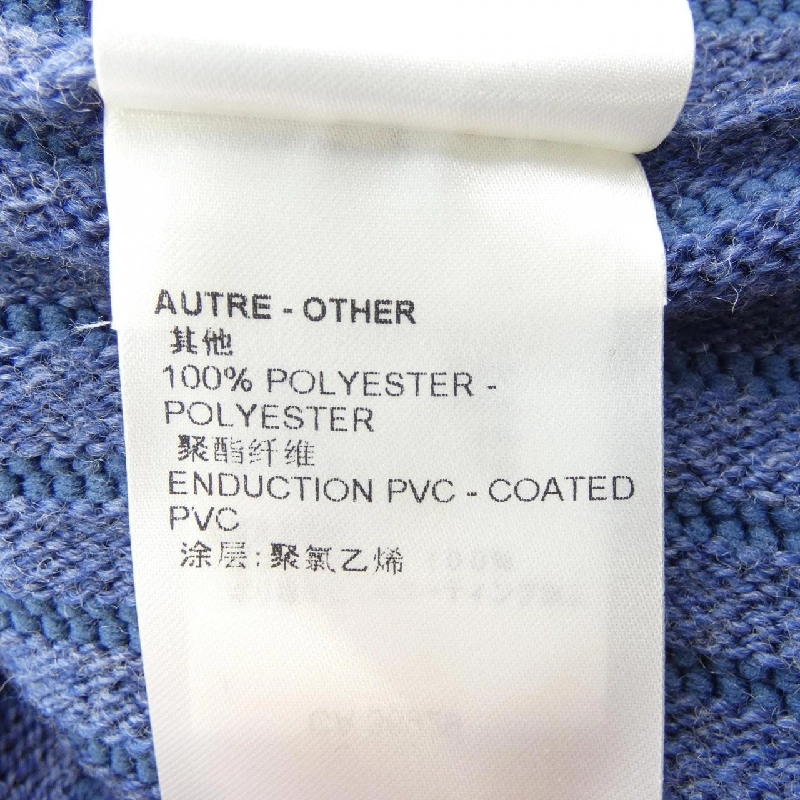 AUTRE - OTHER
其他
100% POLYESTER -
POLYESTER
聚酯纤维
ENDUCTION PVC - COATED
PVC
涂层:聚氯乙烯